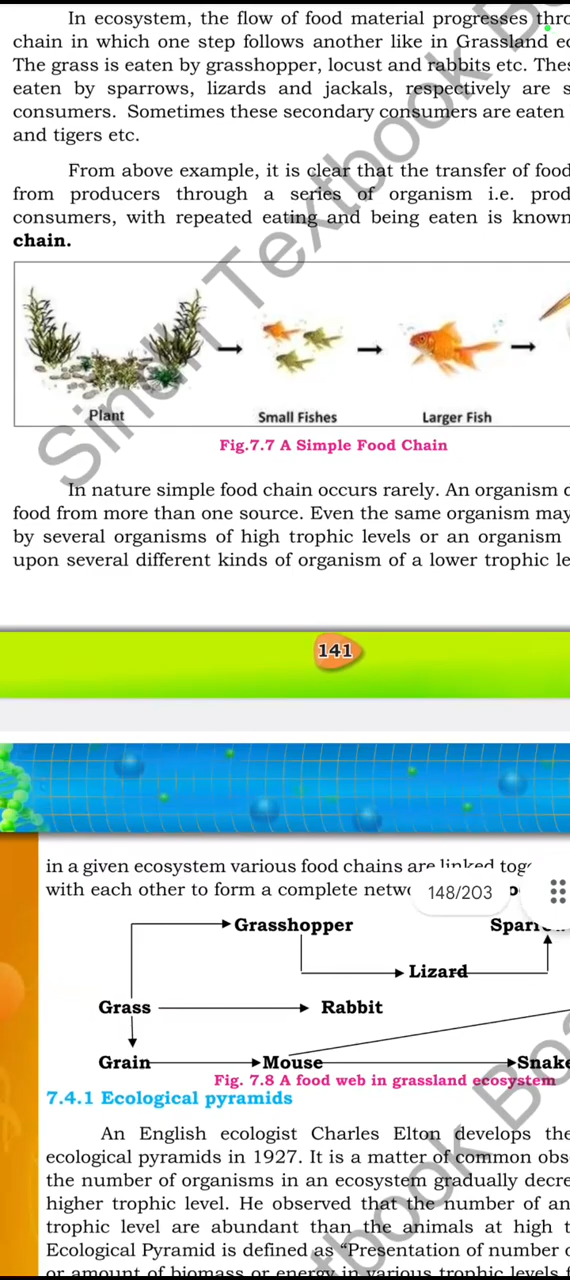 In ecosystem, the flow of food material progresses
chain in which one step follows another like in Grassland
The grass is eaten by grasshopper, locust and rabbits etc.
eaten by sparrows, lizards and jackals, respectively are
consumers. Sometimes these secondary consumers are eaten
and tigers etc.
From above example, it is clear that the transfer of food
from producers through a series of organism i.e.
consumers, with repeated eating and being eaten is known
chain.
Plant
Small Fishes
Larger Fish
Fig.7.7 A Simple Food Chain
In nature simple food chain occurs rarely. An organism
food from more than one source. Even the same organism may
by several organisms of high trophic levels or an organism
upon several different kinds of organism of a lower trophic
141
in a given ecosystem various food chains are linked
with each other to form a complete
148/203
Grasshopper
Lizard
Grass Rabbit
Grain Mouse Snake
Fig. 7.8 A food web in grassland ecosystem
7.4.1 Ecological pyramids
An English ecologist Charles Elton develops the
ecological pyramids in 1927. It is a matter of common
the number of organisms in an ecosystem gradually
higher trophic level. He observed that the number of
trophic level are abundant than the animals at high
Ecological Pyramid is defined as “Presentation of number
or amount of biomass or energy in various trophic levels